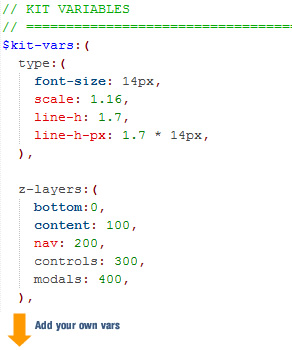 // KIT VARIABLES
// ==================================
$kit-vars:(
type:(
font-size: 14px,
scale: 1.16,
line-h: 1.7,
line-h-px: 1.7 * 14px,
),
z-layers:(
bottom:0,
content: 100,
nav: 200,
controls: 300,
modals: 400,
),
Add your own vars